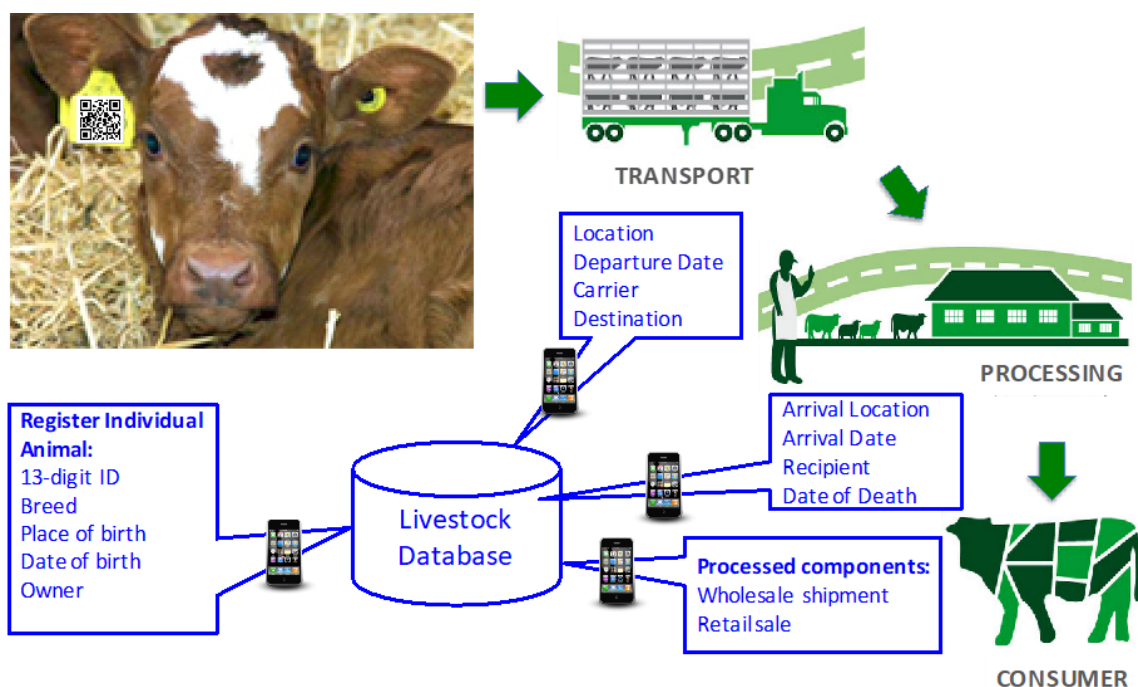 TRANSPORT
Location
Departure Date
Carrier
Destination
PROCESSING
Register Individual
Animal:
13-digit ID
Breed
Place of birth
Date of birth
Owner
Livestock
Database
Arrival Location
Arrival Date
Recipient
Date of Death
Processed components:
Wholesale shipment
Retailsale
CONSUMER